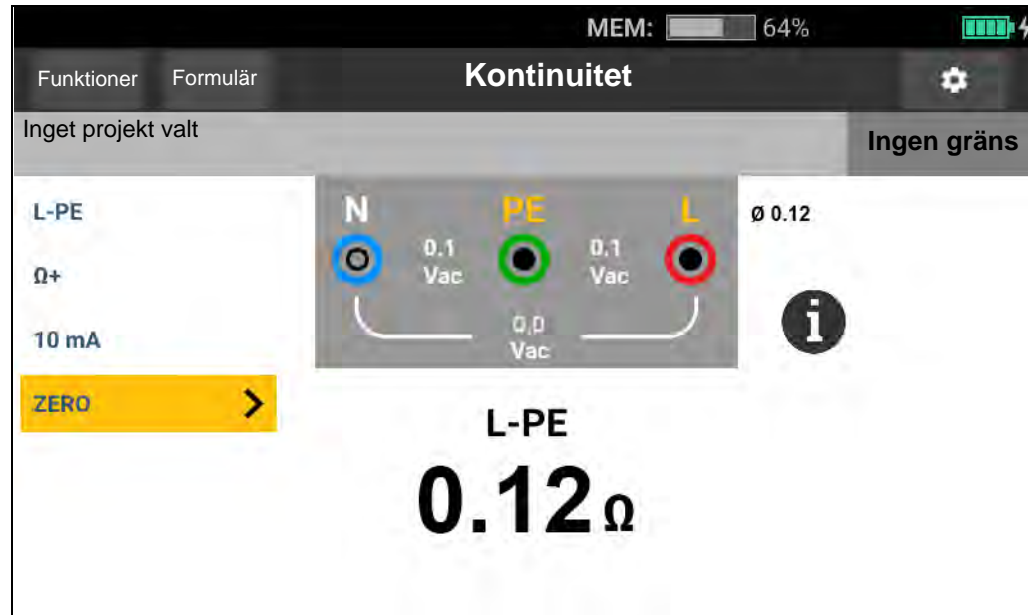 MEM: 64%
Funktioner Formulär Kontinuitet
Inget projekt valt
Ingen gräns
L-PE
Ω+
10 mA
ZERO
N PE L
0.1
Vac
0.1
Vac
0.0
Vac
Ø 0.12
i
L-PE
0.12 Ω